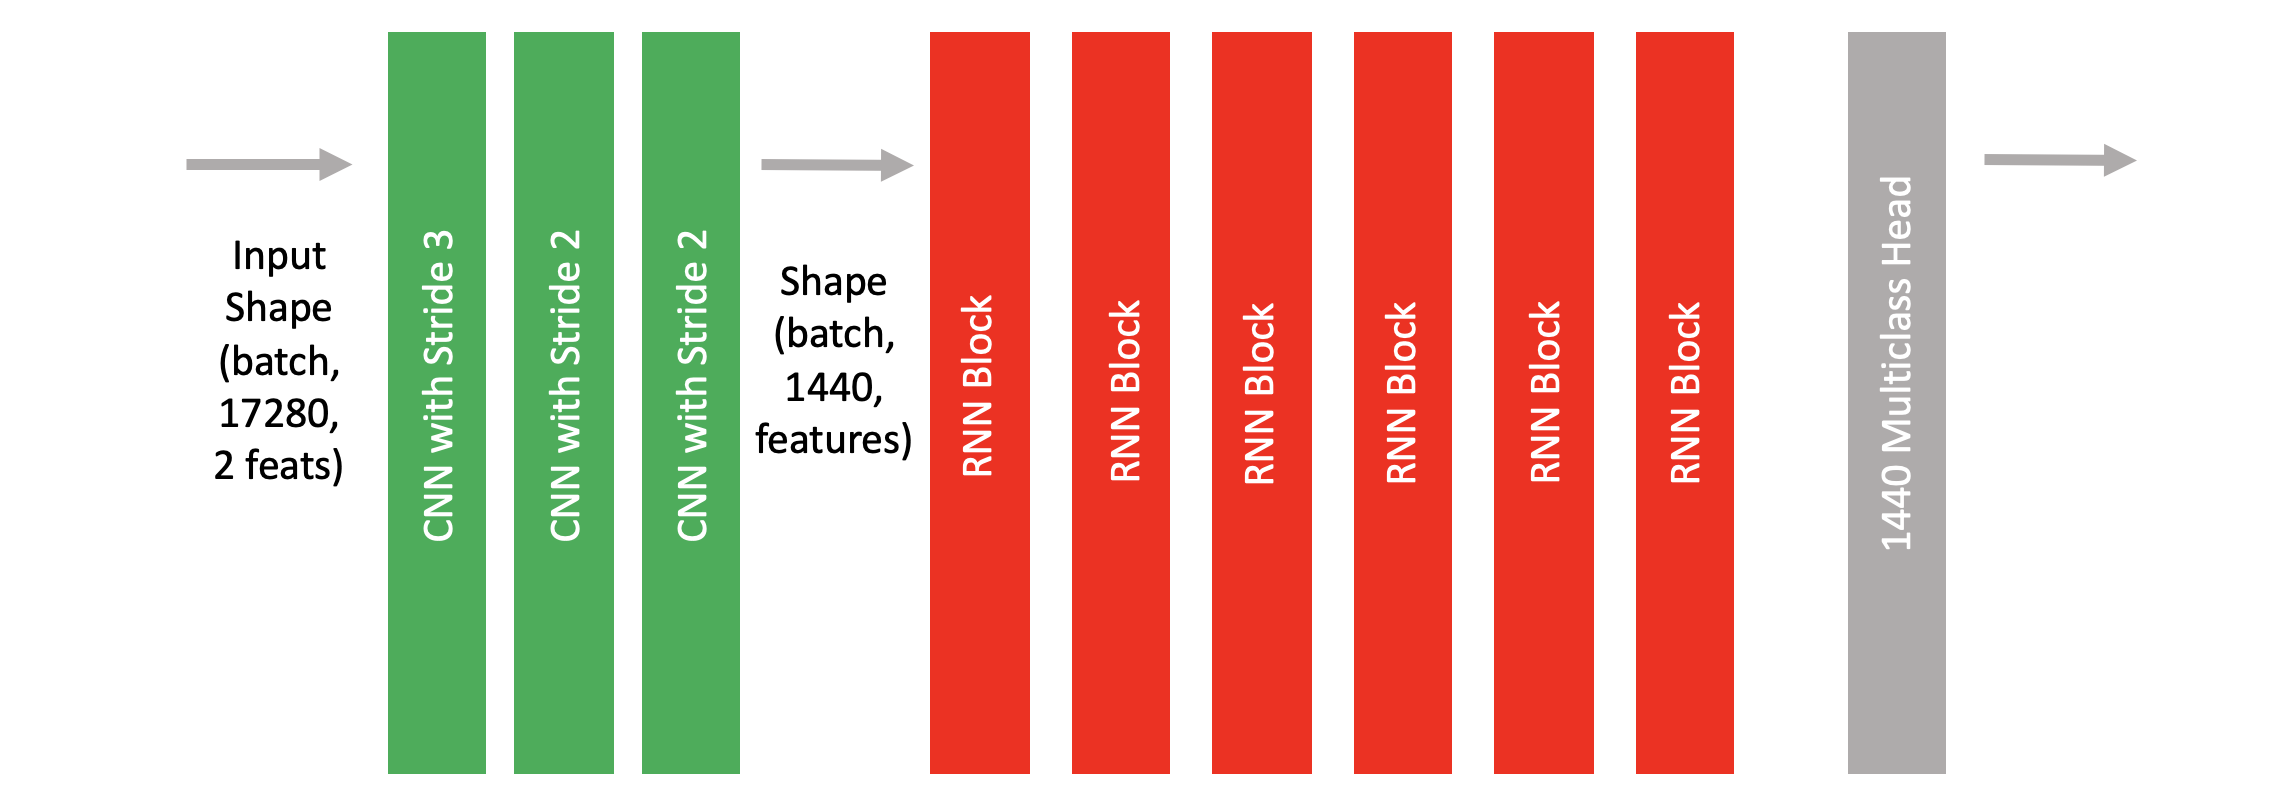 Input
Shape
(batch,
17280,
2 feats)
CNN with Stride 3
CNN with Stride 2
CNN with Stride 2
Shape
(batch,
1440,
features)
RNN Block
RNN Block
RNN Block
RNN Block
RNN Block
RNN Block
1440 Multiclass Head